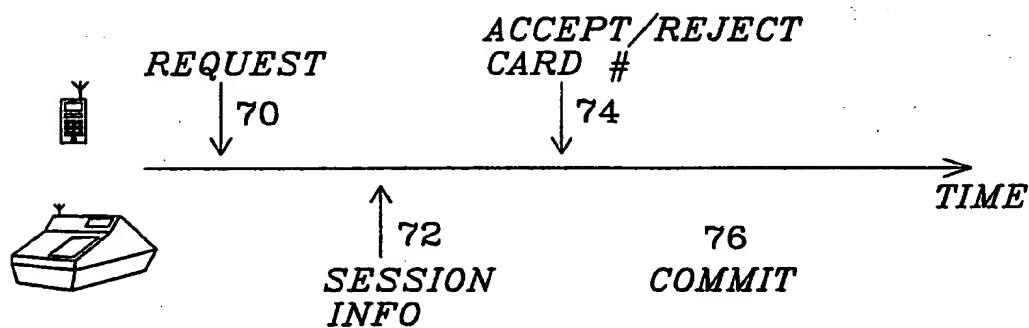 ACCEPT/REJECT
REQUEST
CARD #
70
74
TIME
72
76
SESSION
COMMIT
INFO